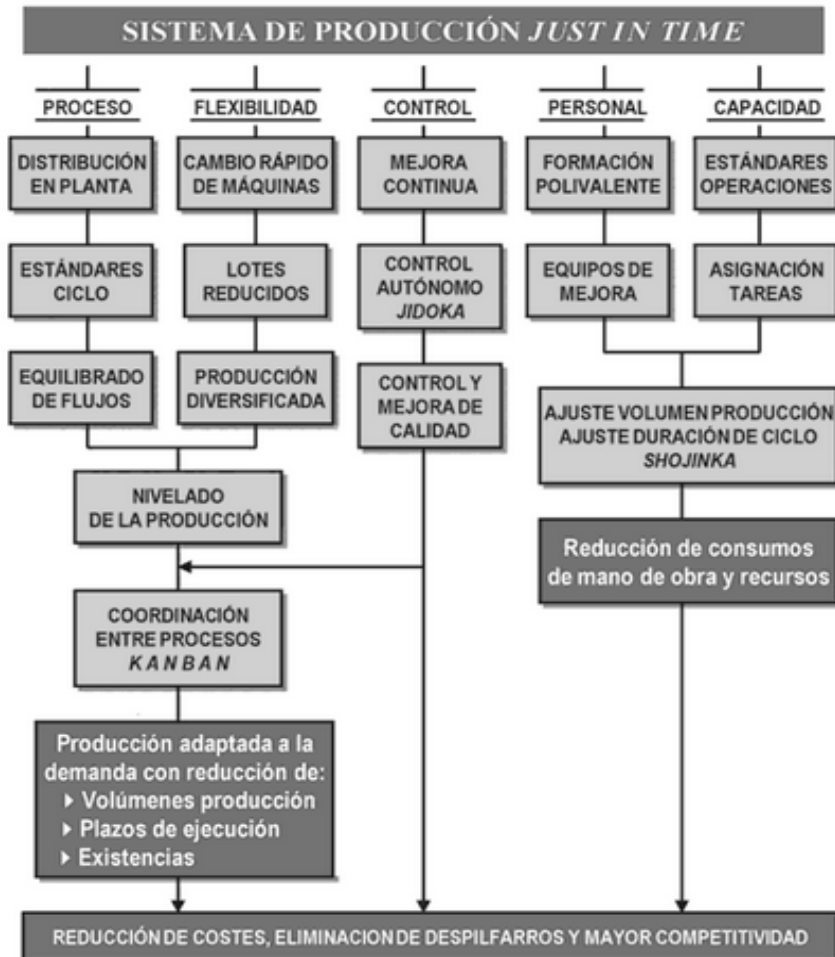 SISTEMA DE PRODUCCIÓN JUST IN TIME
PROCESO
DISTRIBUCIÓN
EN PLANTA
ESTÁNDARES
CICLO
EQUILIBRADO
DE FLUJOS
FLEXIBILIDAD
CAMBIO RÁPIDO
DE MÁQUINAS
LOTES
REDUCIDOS
PRODUCCIÓN
DIVERSIFICADA
NIVELADO
DE LA PRODUCCIÓN
COORDINACIÓN
ENTRE PROCESOS
KANBAN
Producción adaptada a la
demanda con reducción de:
Volúmenes producción
Plazos de ejecución
Existencias
CONTROL
MEJORA
CONTINUA
CONTROL
AUTÓNOMO
JIDOKA
CONTROL Y
MEJORA DE
CALIDAD
PERSONAL
FORMACIÓN
POLIVALENTE
EQUIPOS DE
MEJORA
CAPACIDAD
ESTÁNDARES
OPERACIONES
ASIGNACIÓN
TAREAS
AJUSTE VOLUMEN PRODUCCIÓN
AJUSTE DURACIÓN DE CICLO
SHOJINKA
Reducción de consumos
de mano de obra y recursos
REDUCCIÓN DE COSTES, ELIMINACION DE DESPILFARROS Y MAYOR COMPETITIVIDAD